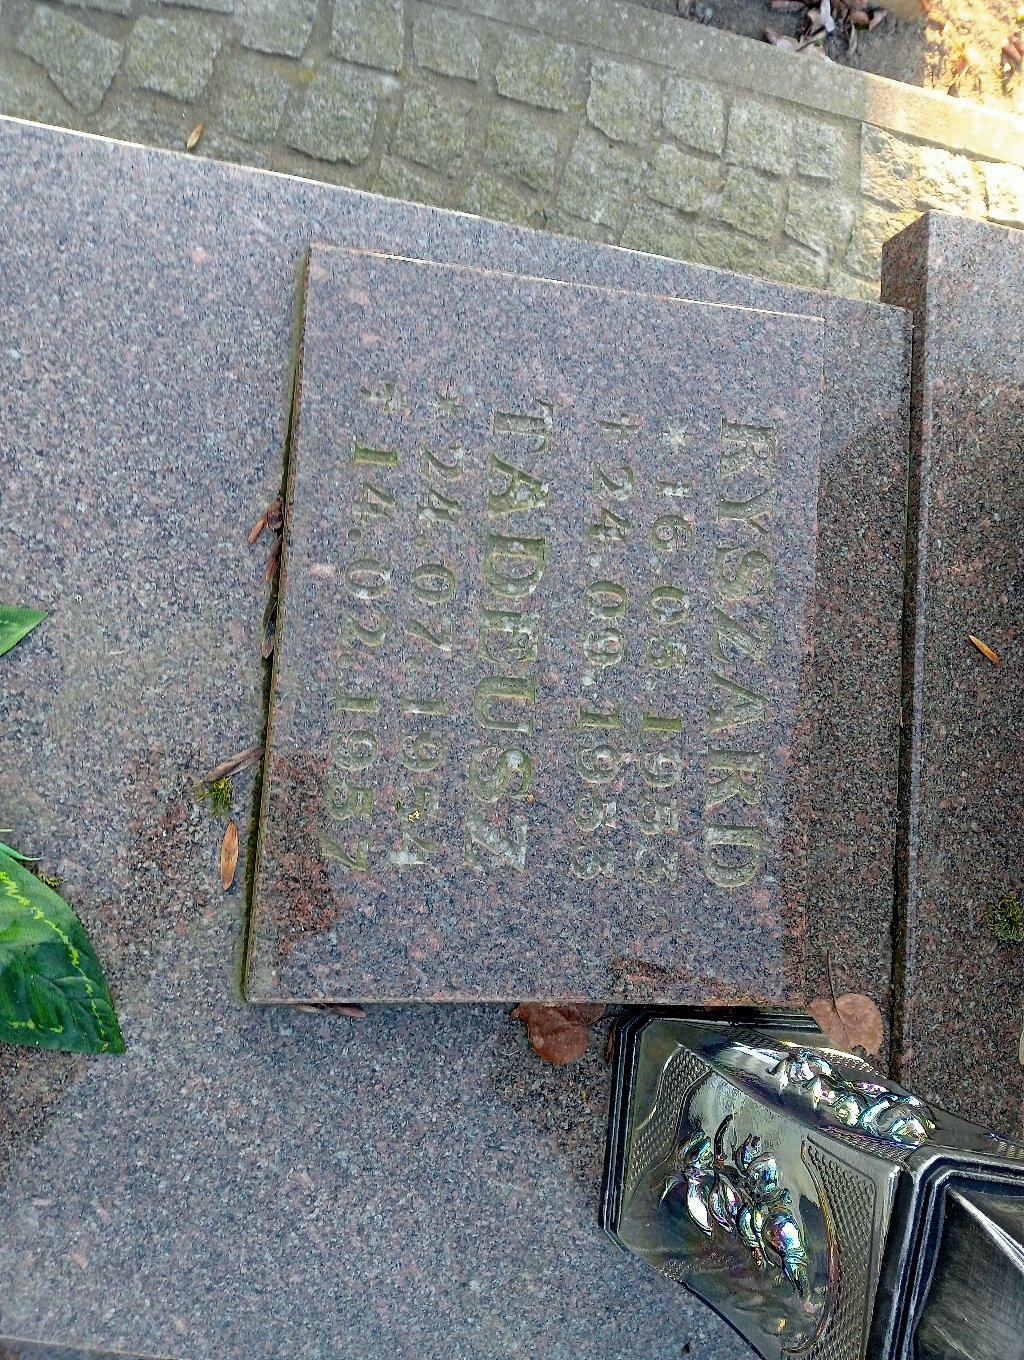 RYSZARD
* 16.05.1953
† 24.09.1953
TADEUSZ
* 24.07.1954
† 14.02.1957